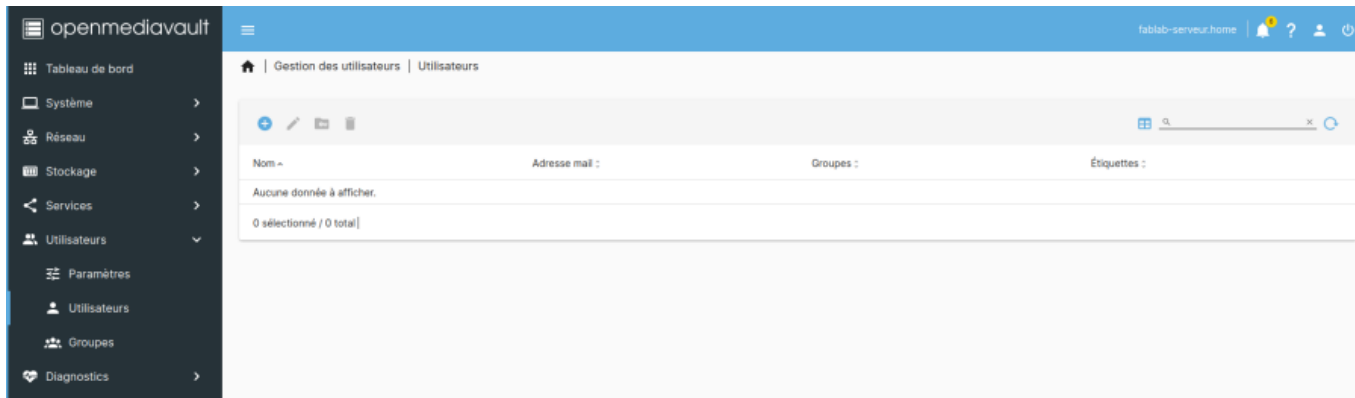 openmediavault
fablab-serveur.home
Tableau de bord
Gestion des utilisateurs | Utilisateurs
Système
Réseau
Stockage
Services
Utilisateurs
Paramètres
Utilisateurs
Groupes
Diagnostics
Nom
Adresse mail
Groupes
Étiquettes
Aucune donnée à afficher.
0 sélectionné / 0 total